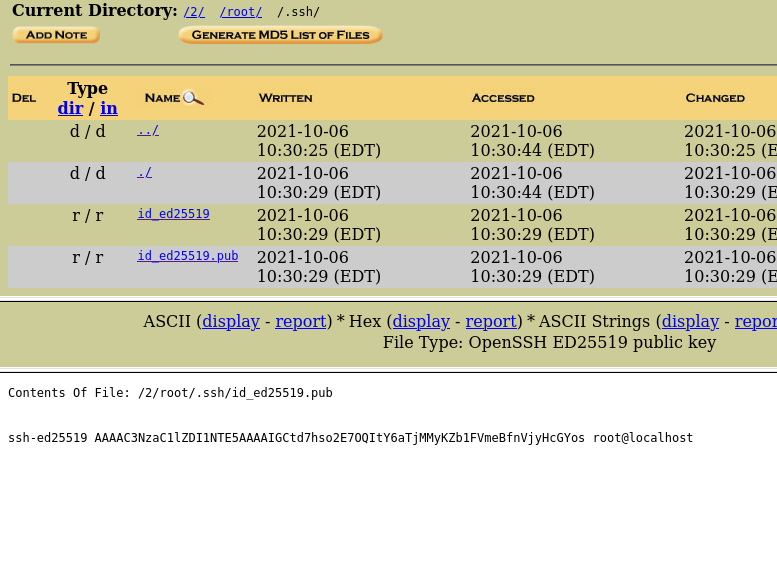 Current Directory: /2/ /root/ /.ssh/
ADD NOTE GENERATE MD5 LIST OF FILES
DEL Type dir / in NAME WRITTEN ACCESSED CHANGED
d / d ../ 2021-10-06 10:30:25 (EDT) 2021-10-06 10:30:44 (EDT) 2021-10-06 10:30:25 (E
d / d ./ 2021-10-06 10:30:29 (EDT) 2021-10-06 10:30:44 (EDT) 2021-10-06 10:30:29 (E
r / r id_ed25519 2021-10-06 10:30:29 (EDT) 2021-10-06 10:30:29 (EDT) 2021-10-06 10:30:29 (E
r / r id_ed25519.pub 2021-10-06 10:30:29 (EDT) 2021-10-06 10:30:29 (EDT) 2021-10-06 10:30:29 (E
ASCII (display - report) * Hex (display - report) * ASCII Strings (display - repor
File Type: OpenSSH ED25519 public key
Contents Of File: /2/root/.ssh/id_ed25519.pub
ssh-ed25519 AAAAC3NzaC1lZDI1NTE5AAAAIGCtd7hso2E7OQItY6aTjMMyKZb1FVmeBfnVjyHcGYos root@localhost